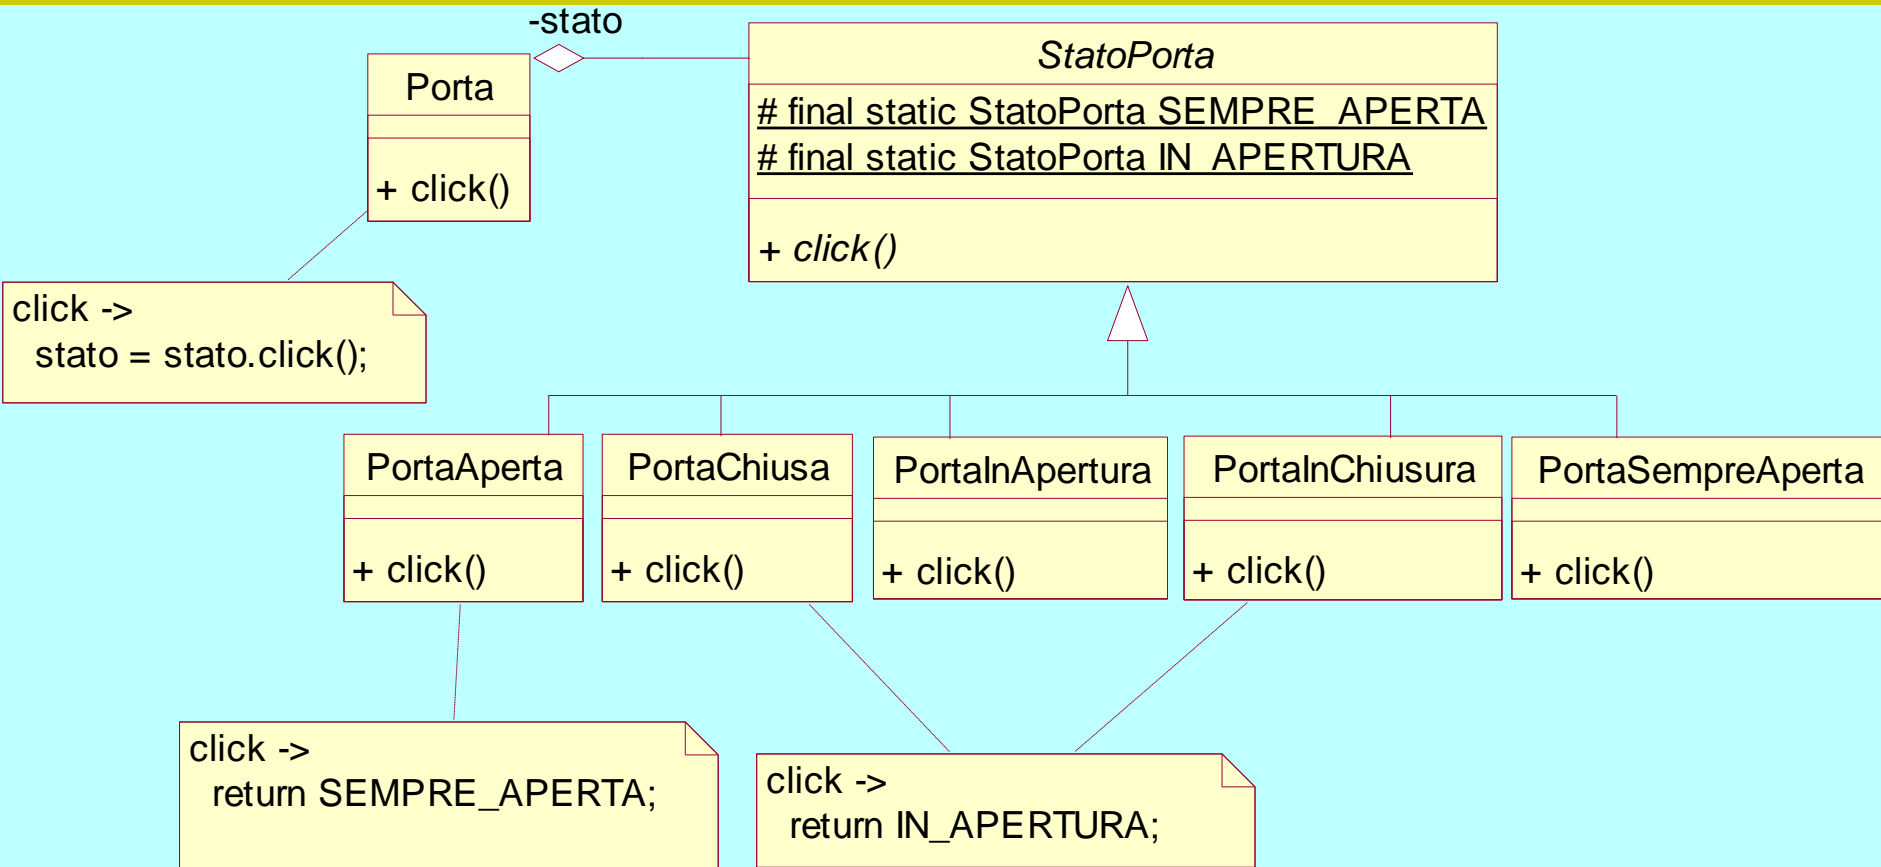 -stato
Porta
+ click()
StatoPorta
# final static StatoPorta SEMPRE_APERTA
# final static StatoPorta IN_APERTURA
+ click()
click ->
stato = stato.click();
PortaAperta
+ click()
PortaChiusa
+ click()
PortaInApertura
+ click()
PortaInChiusura
+ click()
PortaSempreAperta
+ click()
click ->
return SEMPRE_APERTA;
click ->
return IN_APERTURA;